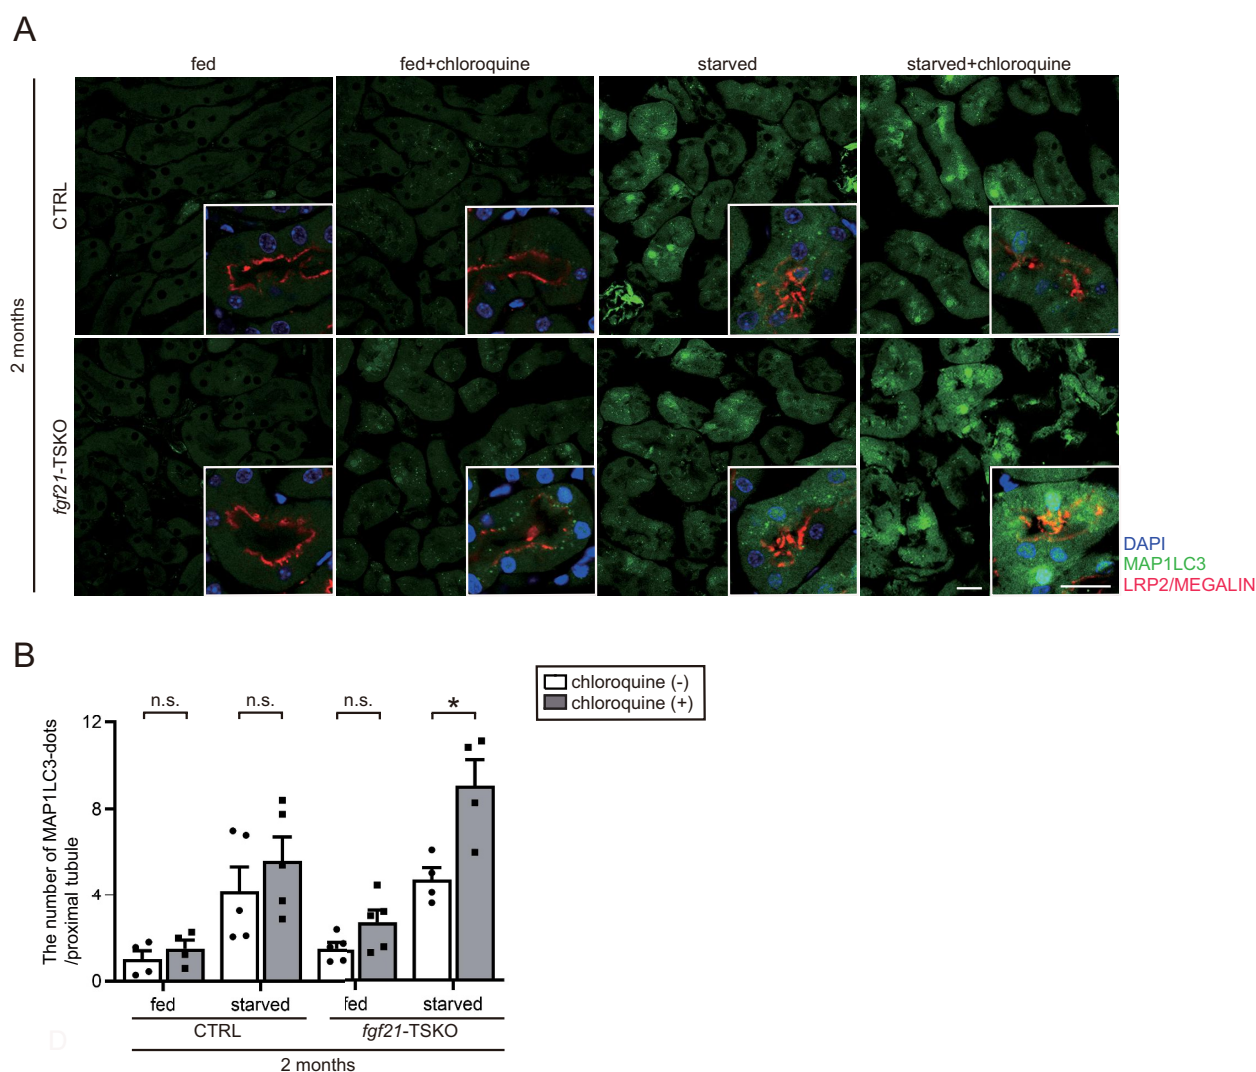 A
fed
fed+chloroquine
starved
starved+chloroquine
2 months
CTRL
fgf21-TSKO
DAPI
MAP1LC3
LRP2/MEGALIN
B
chloroquine (-)
chloroquine (+)
n.s.
n.s.
n.s.
*
The number of MAP1LC3-dots
/proximal tubule
12
8
4
0
fed
starved
fed
starved
CTRL
fgf21-TSKO
2 months
D